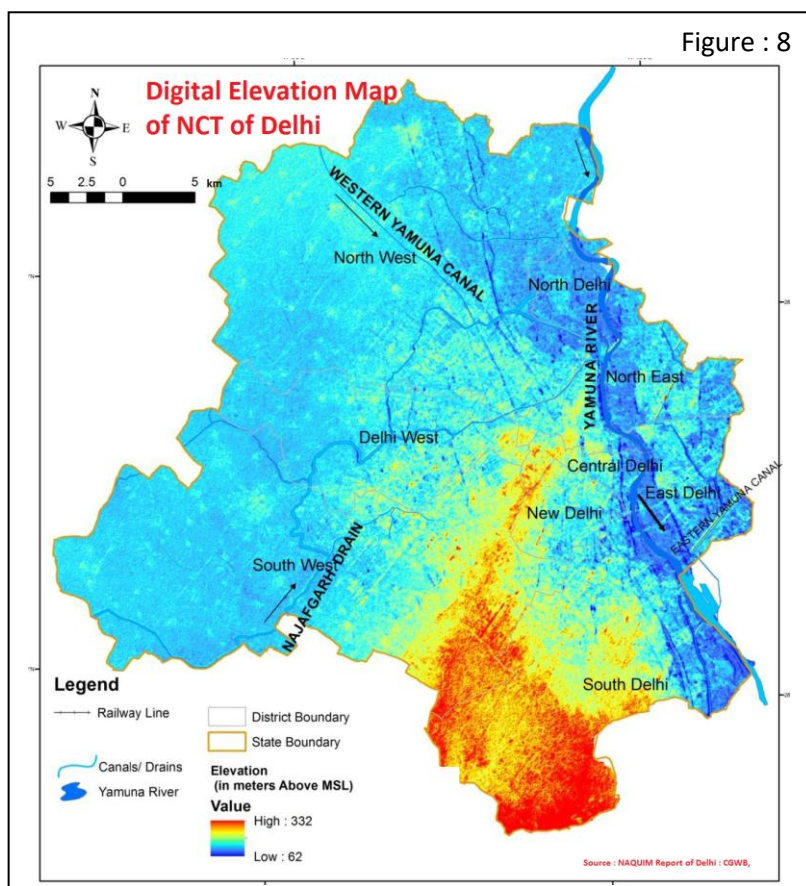 Figure : 8
Digital Elevation Map
of NCT of Delhi
N
W E
S
5 2.5 0 5 km
WESTERN YAMUNA CANAL
North West
North Delhi
YAMUNA RIVER
North East
Delhi West
Central Delhi
East Delhi
EASTERN YAMUNA CANAL
New Delhi
South West
NAJAFGARH DRAIN
South Delhi
Legend
Railway Line
Canals/ Drains
Yamuna River
District Boundary
State Boundary
Elevation
(in meters Above MSL)
Value
High : 332
Low : 62
Source : NAQUIM Report of Delhi : CGWB,